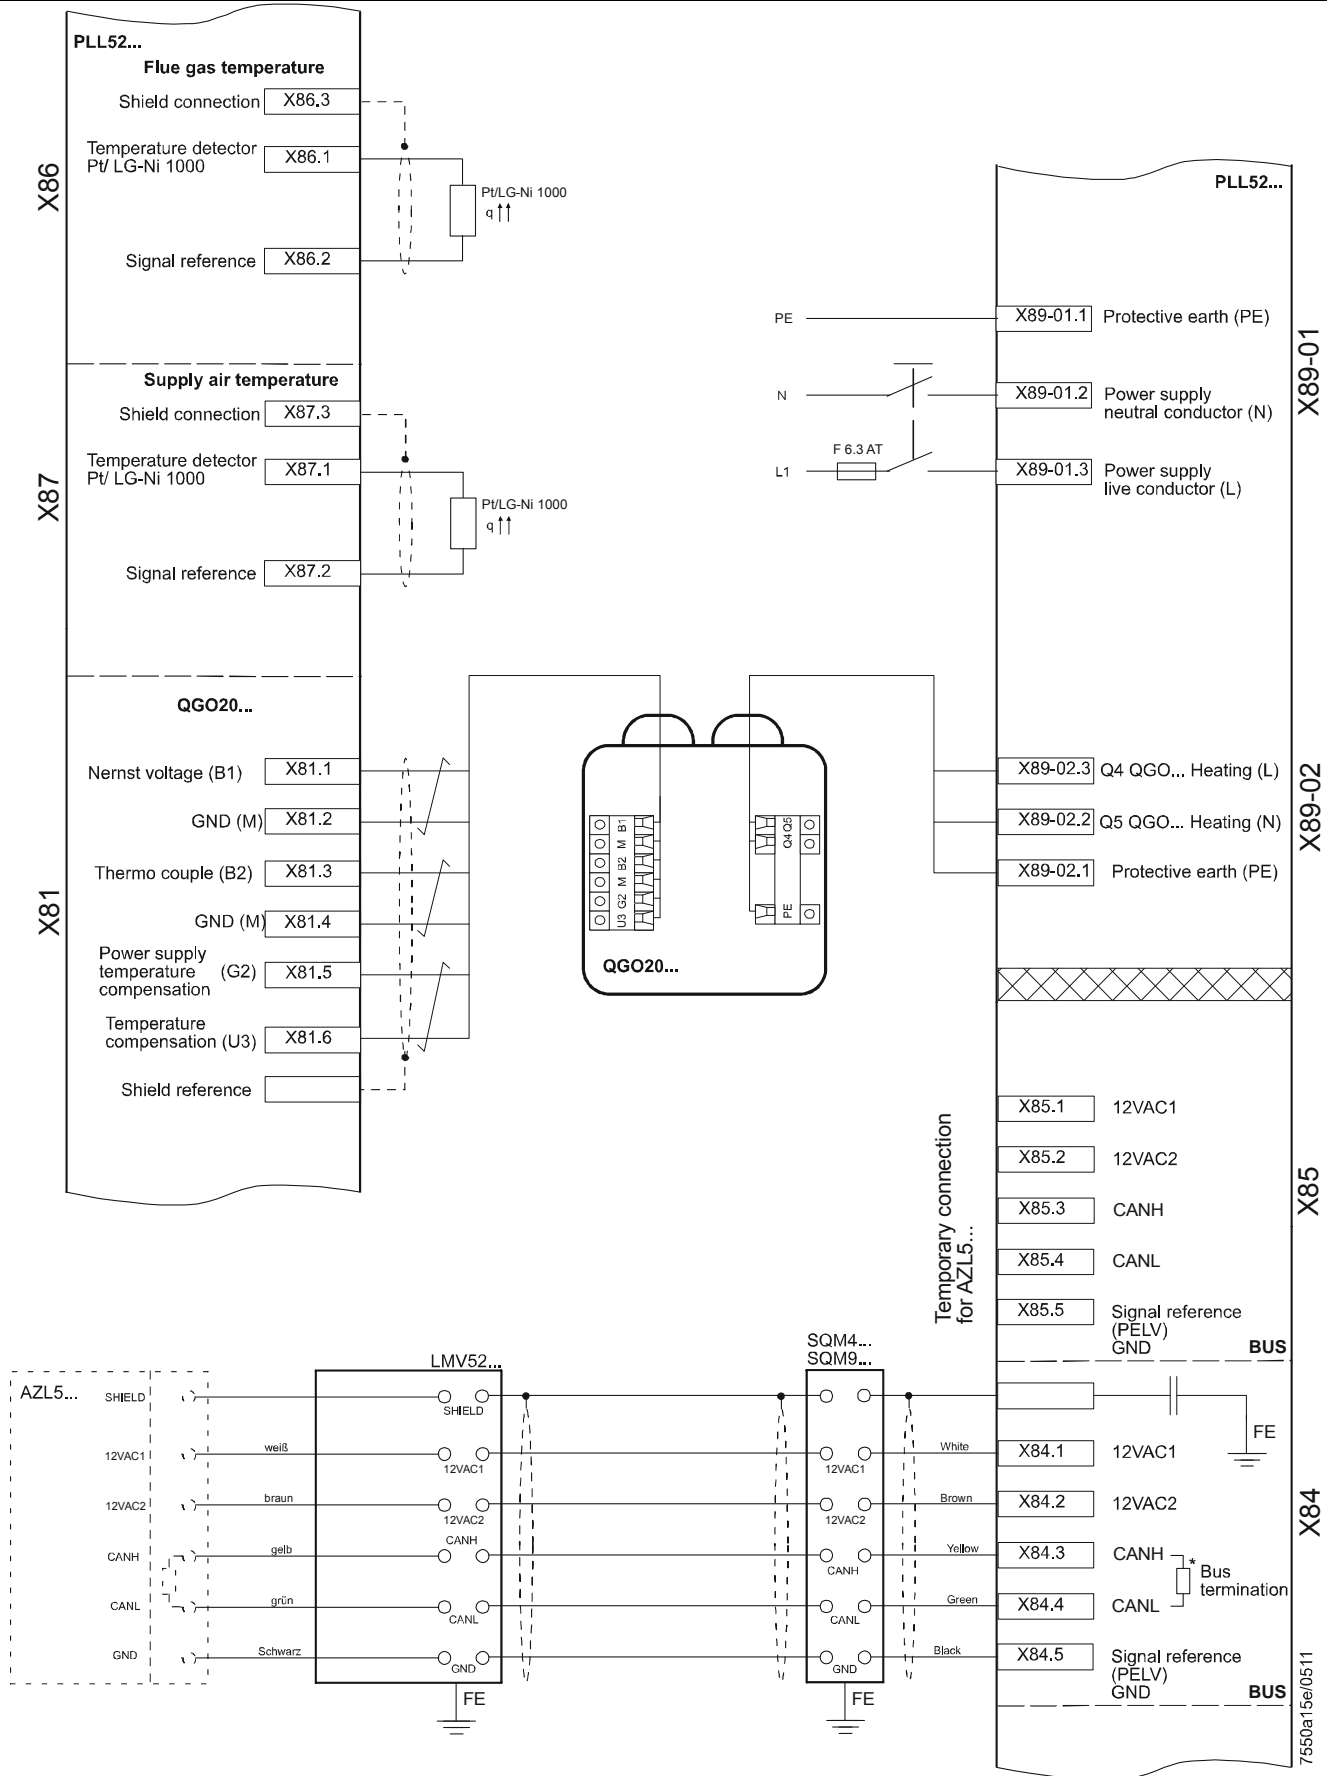 PLL52...
Flue gas temperature
Shield connection X86.3
Temperature detector
Pt/ LG-Ni 1000
X86.1
Pt/LG-Ni 1000
q
Signal reference X86.2
X86
Supply air temperature
Shield connection X87.3
Temperature detector
Pt/ LG-Ni 1000
X87.1
Pt/LG-Ni 1000
q
Signal reference X87.2
X87
QGO20...
Nernst voltage (B1) X81.1
GND (M) X81.2
Thermo couple (B2) X81.3
GND (M) X81.4
Power supply
temperature (G2)
compensation
X81.5
Temperature
compensation (U3)
X81.6
Shield reference
X81
B1
M
B2
M
G2
U3
Q5
Q4
PE
QGO20...
PLL52...
PE X89-01.1 Protective earth (PE)
N X89-01.2 Power supply
neutral conductor (N)
F 6.3 AT
L1 X89-01.3 Power supply
live conductor (L)
X89-01
X89-02.3 Q4 QGO... Heating (L)
X89-02.2 Q5 QGO... Heating (N)
X89-02.1 Protective earth (PE)
X89-02
Temporary connection
for AZL5...
X85.1 12VAC1
X85.2 12VAC2
X85.3 CANH
X85.4 CANL
X85.5 Signal reference
(PELV)
GND BUS
X85
AZL5...
SHIELD
12VAC1
12VAC2
CANH
CANL
GND
weiß
braun
gelb
grün
Schwarz
LMV52...
SHIELD
12VAC1
12VAC2
CANH
CANL
GND
FE
SQM4...
SQM9...
12VAC1
12VAC2
CANH
CANL
GND
FE
White
Brown
Yellow
Green
Black
FE
X84.1 12VAC1
X84.2 12VAC2
X84.3 CANH
* Bus
termination
X84.4 CANL
X84.5 Signal reference
(PELV)
GND BUS
X84
7550a15e/0511